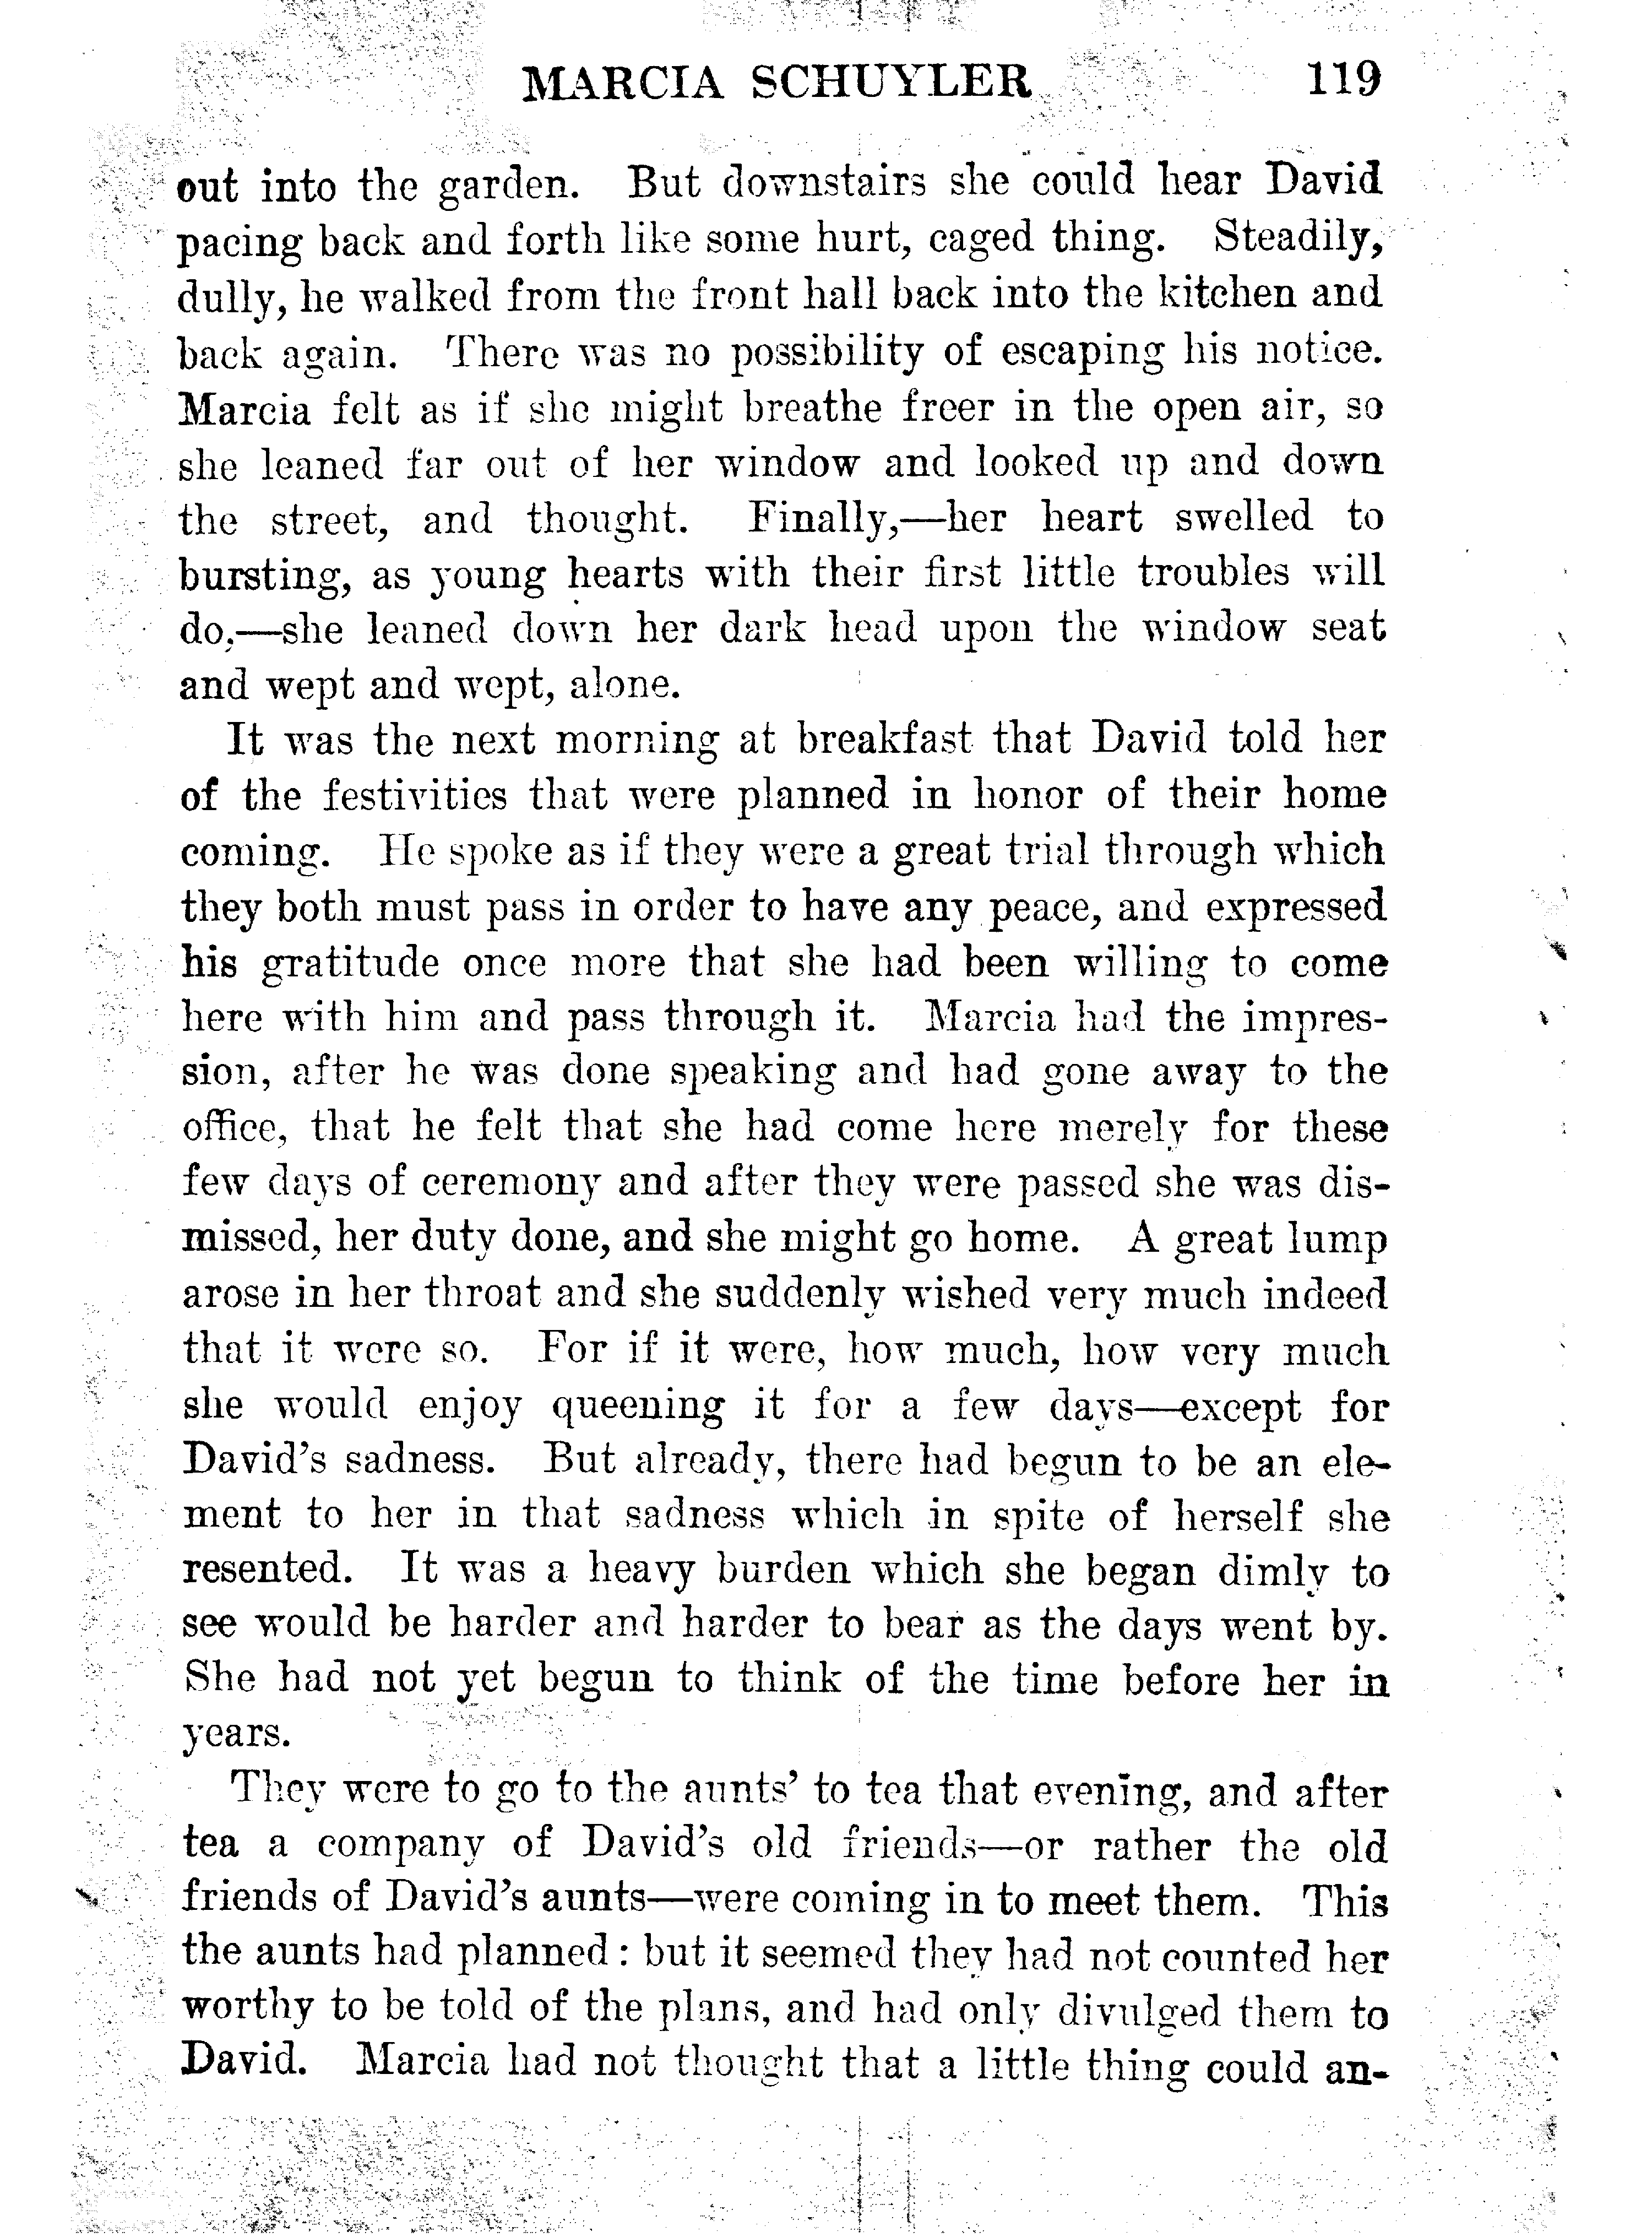 MARCIA SCHUYLER 119
out into the garden. But downstairs she could hear David
pacing back and forth like some hurt, caged thing. Steadily,
dully, he walked from the front hall back into the kitchen and
back again. There was no possibility of escaping his notice.
Marcia felt as if she might breathe freer in the open air, so
she leaned far out of her window and looked up and down
the street, and thought. Finally,—her heart swelled to
bursting, as young hearts with their first little troubles will
do,—she leaned down her dark head upon the window seat
and wept and wept, alone.
It was the next morning at breakfast that David told her
of the festivities that were planned in honor of their home
coming. He spoke as if they were a great trial through which
they both must pass in order to have any peace, and expressed
his gratitude once more that she had been willing to come
here with him and pass through it. Marcia had the impres-
sion, after he was done speaking and had gone away to the
office, that he felt that she had come here merely for these
few days of ceremony and after they were passed she was dis-
missed, her duty done, and she might go home. A great lump
arose in her throat and she suddenly wished very much indeed
that it were so. For if it were, how much, how very much
she would enjoy queening it for a few days—except for
David's sadness. But already, there had begun to be an ele-
ment to her in that sadness which in spite of herself she
resented. It was a heavy burden which she began dimly to
see would be harder and harder to bear as the days went by.
She had not yet begun to think of the time before her in
years.
They were to go to the aunts' to tea that evening, and after
tea a company of David's old friends—or rather the old
friends of David's aunts—were coming in to meet them. This
the aunts had planned: but it seemed they had not counted her
worthy to be told of the plans, and had only divulged them to
David. Marcia had not thought that a little thing could an-